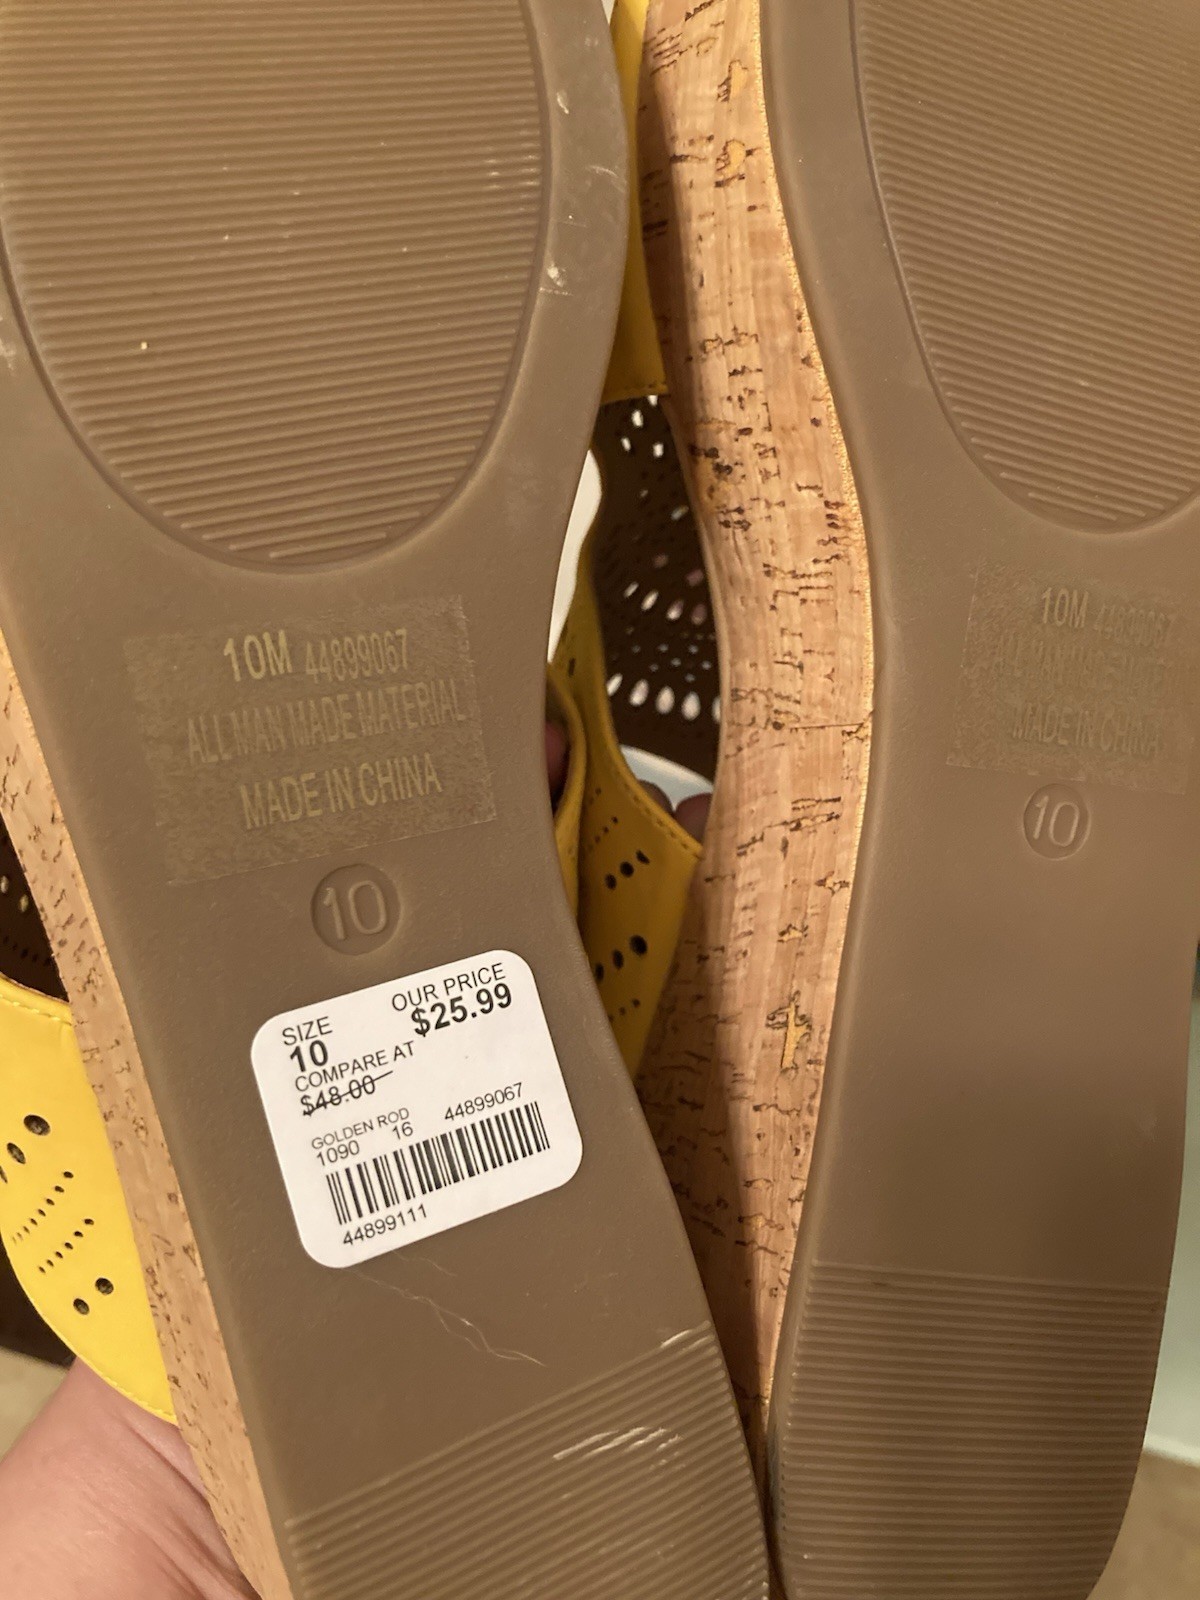 10M 44899067
ALL MAN MADE MATERIAL
MADE IN CHINA
10
SIZE
10
OUR PRICE
$25.99
COMPARE AT
$48.00
GOLDEN ROD
1090 16 44899067
44899111
10M 44899067
ALL MAN MADE
MADE IN CHINA
10